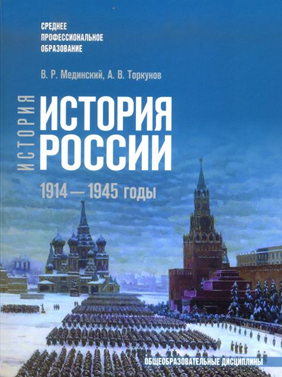 СРЕДНЕЕ
ПРОФЕССИОНАЛЬНОЕ
ОБРАЗОВАНИЕ
В. Р. Мединский, А. В. Торкунов
ИСТОРИЯ
ИСТОРИЯ
РОССИИ
1914—1945 годы
ОБЩЕОБРАЗОВАТЕЛЬНЫЕ ДИСЦИПЛИНЫ